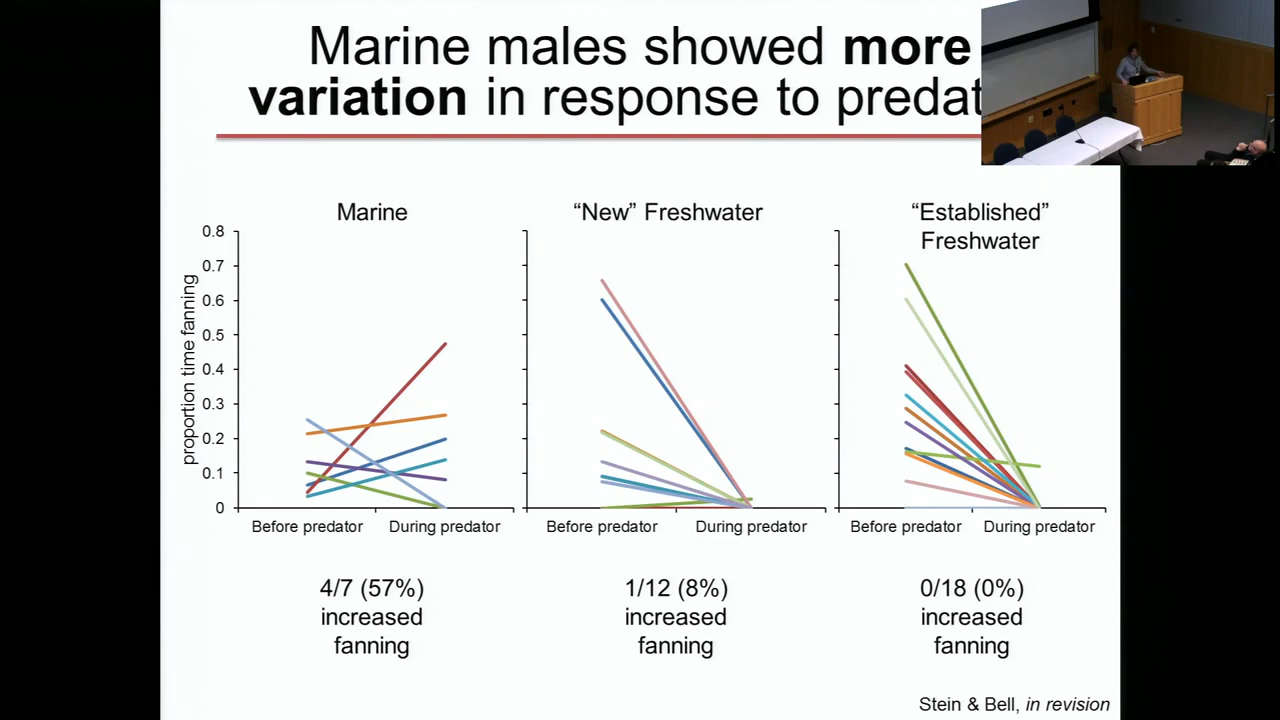 Marine males showed more
variation in response to
Marine
"New" Freshwater
"Established"
Freshwater
proportion time fanning
0.8
0.7
0.6
0.5
0.4
0.3
0.2
0.1
0
Before predator
During predator
Before predator
During predator
Before predator
During predator
4/7 (57%)
increased
fanning
1/12 (8%)
increased
fanning
0/18 (0%)
increased
fanning
Stein & Bell, in revision